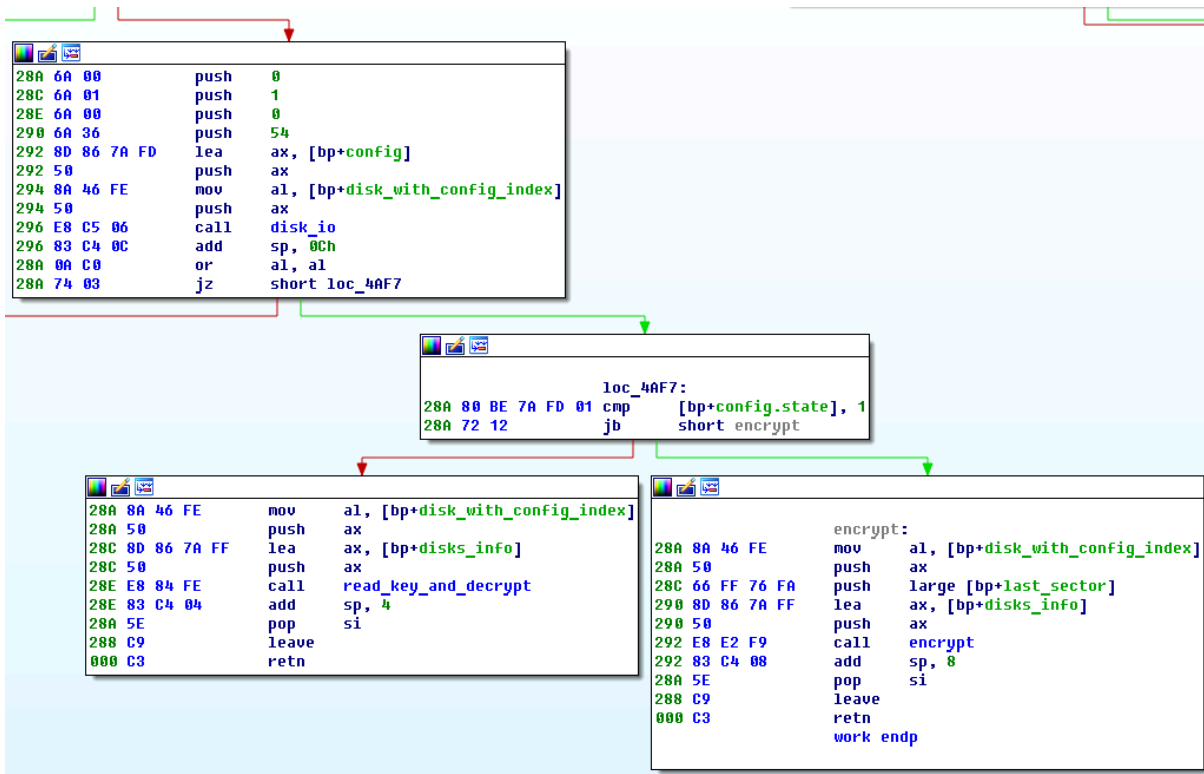 28A 6A 00 push 0
28C 6A 01 push 1
28E 6A 00 push 0
290 6A 36 push 54
292 8D 86 7A FD lea ax, [bp+config]
292 50 push ax
294 8A 46 FE mov al, [bp+disk_with_config_index]
294 50 push ax
296 E8 C5 06 call disk_io
296 83 C4 0C add sp, 0Ch
28A 0A C0 or al, al
28A 74 03 jz short loc_4AF7
loc_4AF7:
28A 80 BE 7A FD 01 cmp [bp+config.state], 1
28A 72 12 jb short encrypt
28A 8A 46 FE mov al, [bp+disk_with_config_index]
28A 50 push ax
28C 8D 86 7A FF lea ax, [bp+disks_info]
28C 50 push ax
28E E8 84 FE call read_key_and_decrypt
28E 83 C4 04 add sp, 4
28A 5E pop si
288 C9 leave
000 C3 retn
encrypt:
28A 8A 46 FE mov al, [bp+disk_with_config_index]
28A 50 push ax
28C 66 FF 76 FA push large [bp+last_sector]
290 8D 86 7A FF lea ax, [bp+disks_info]
290 50 push ax
292 E8 E2 F9 call encrypt
292 83 C4 08 add sp, 8
28A 5E pop si
288 C9 leave
000 C3 retn
work endp